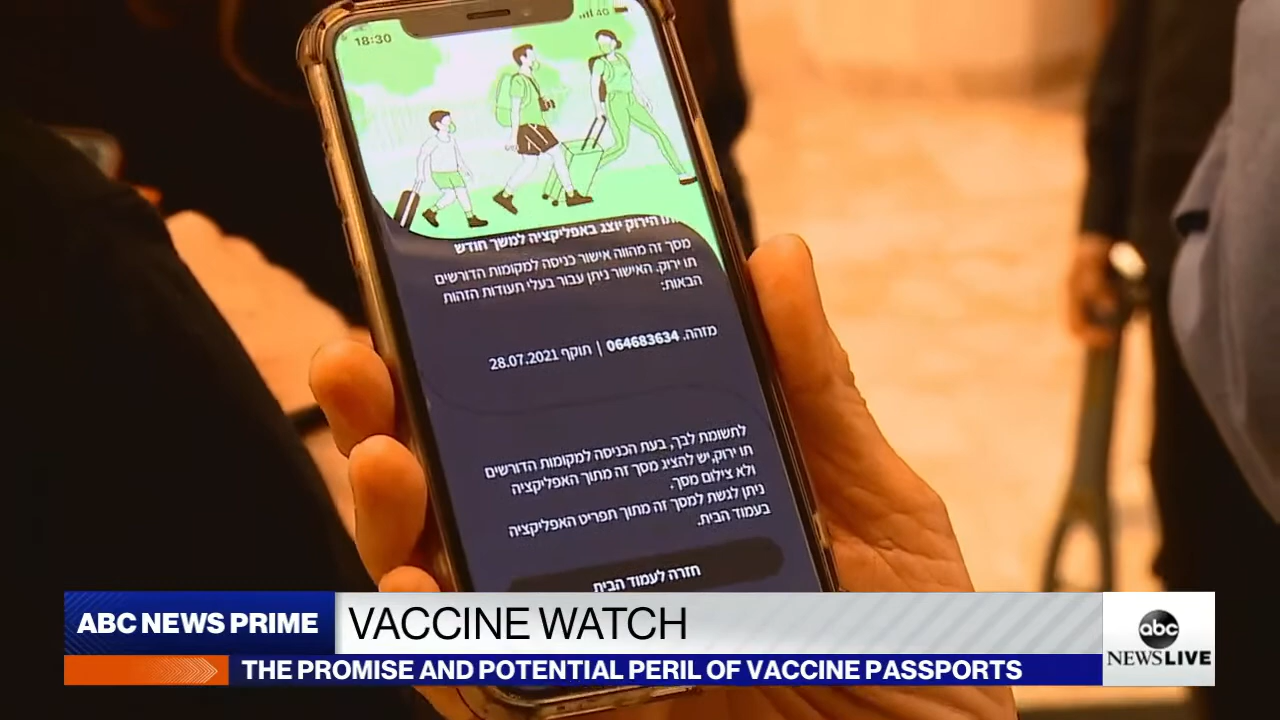 18:30
4G
הירוק יוצג באפליקציה למשך חודש
מסך זה מהווה אישור כניסה למקומות הדורשים
תו ירוק. האישור ניתן עבור בעלי תעודות הזהות
הבאות:
מזהה. 064683634 | תוקף 28.07.2021
לתשומת לבך, בעת הכניסה למקומות הדורשים
תו ירוק,יש להציג מסך זה מתוך האפליקציה
ולא צילום מסך.
ניתן לגשת למסך זה מתוך תפריט האפליקציה
בעמוד הבית.
חזרה לעמוד הבית
ABC NEWS PRIME
VACCINE WATCH
THE PROMISE AND POTENTIAL PERIL OF VACCINE PASSPORTS
abc
NEWSLIVE